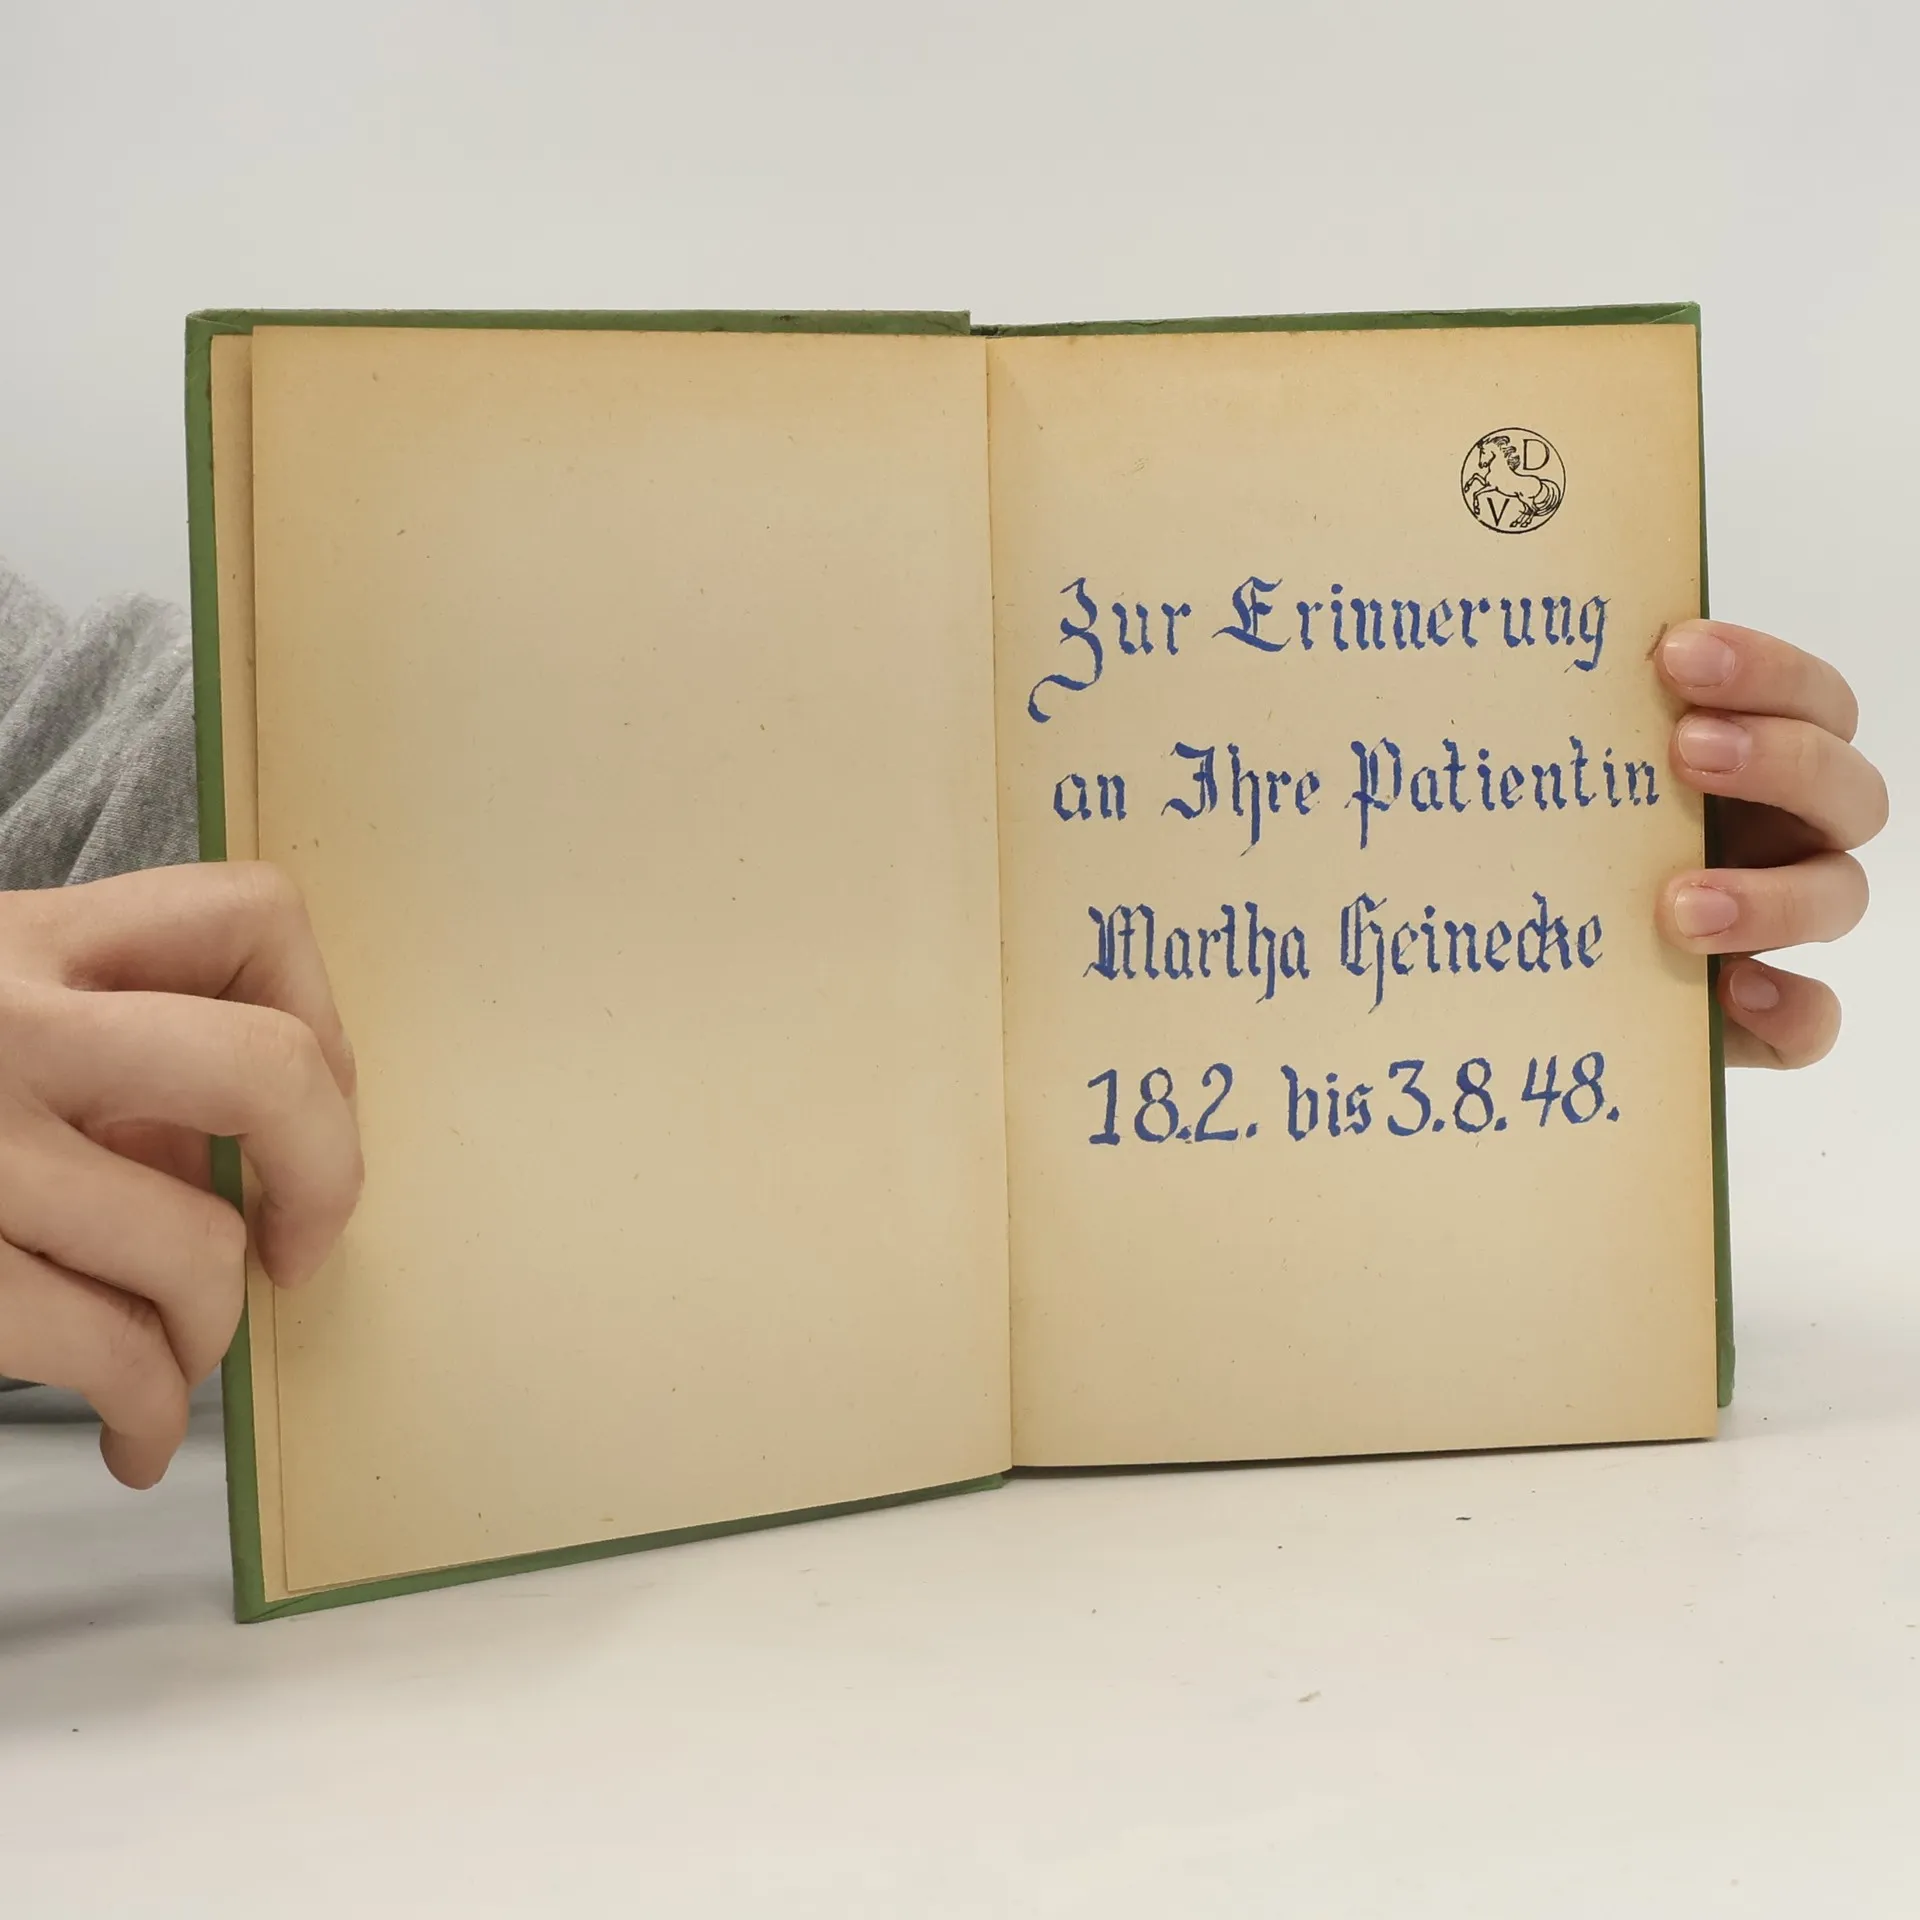 D
V
Zur Erinnerung
an Ihre Patientin
Martha Heinecke
18.2. bis 3.8.48.